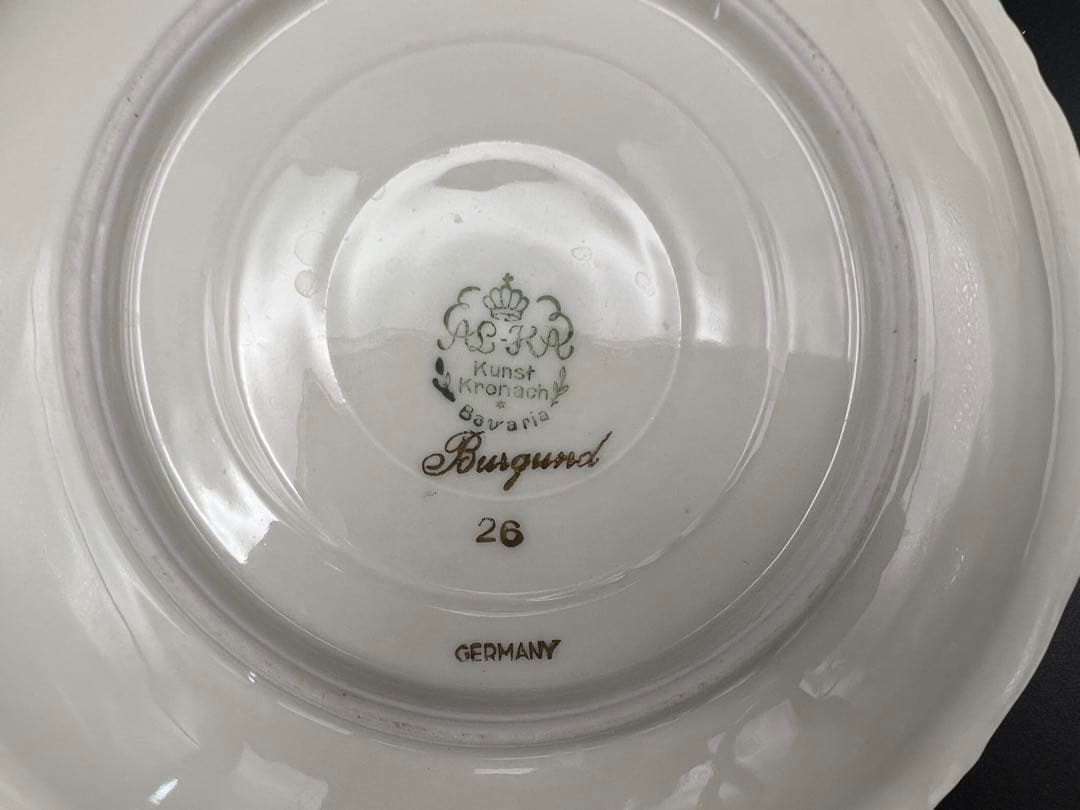 AL-KA
Kunst
Kronach
Bavaria
Burgund
26
GERMANY